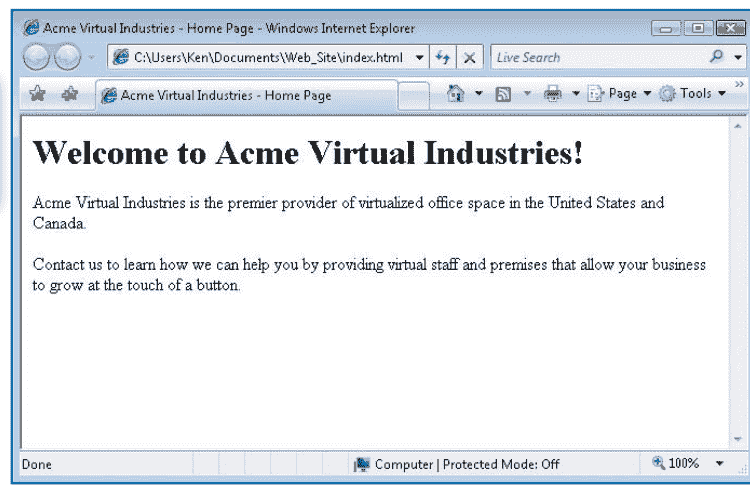 Acme Virtual Industries - Home Page - Windows Internet Explorer
C:\Users\Ken\Documents\Web_Site\index.html
Live Search
Acme Virtual Industries - Home Page
Page
Tools
Welcome to Acme Virtual Industries!
Acme Virtual Industries is the premier provider of virtualized office space in the United States and
Canada.
Contact us to learn how we can help you by providing virtual staff and premises that allow your business
to grow at the touch of a button.
Done
Computer | Protected Mode: Off
100%